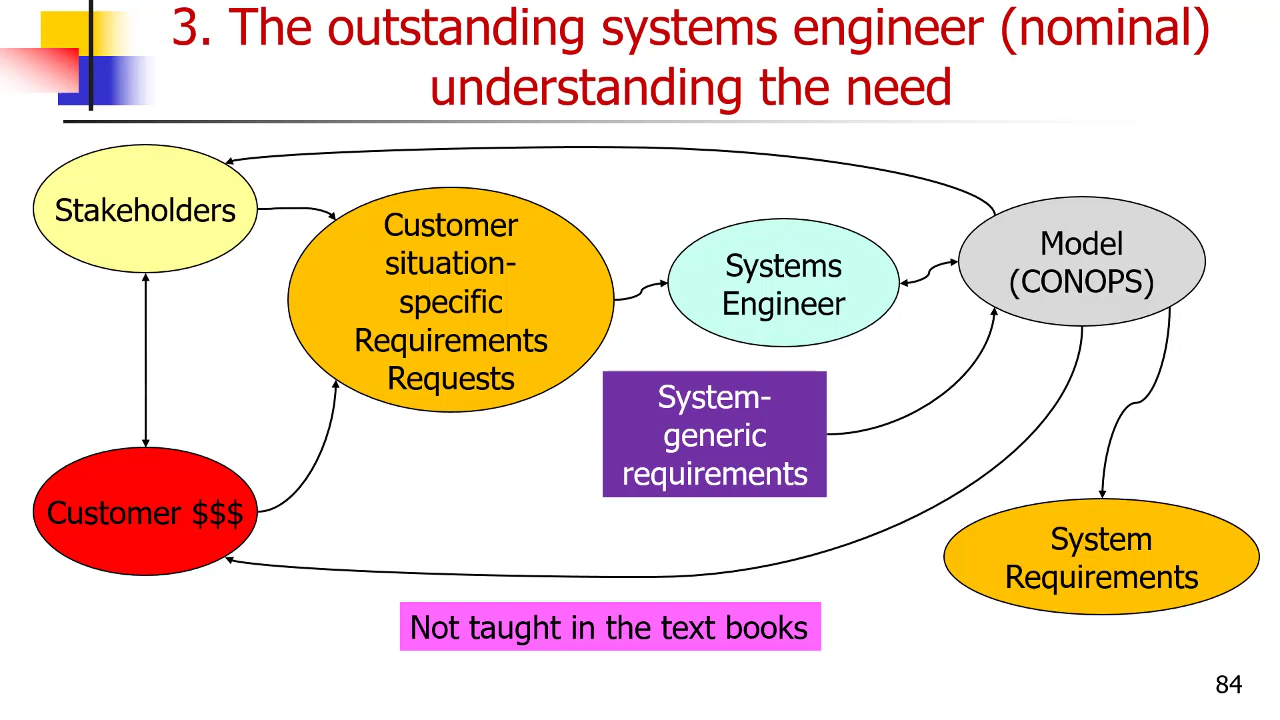 3. The outstanding systems engineer (nominal)
understanding the need
Stakeholders
Customer
situation-
specific
Requirements
Requests
Systems
Engineer
Model
(CONOPS)
System-
generic
requirements
Customer $$$
System
Requirements
Not taught in the text books
84